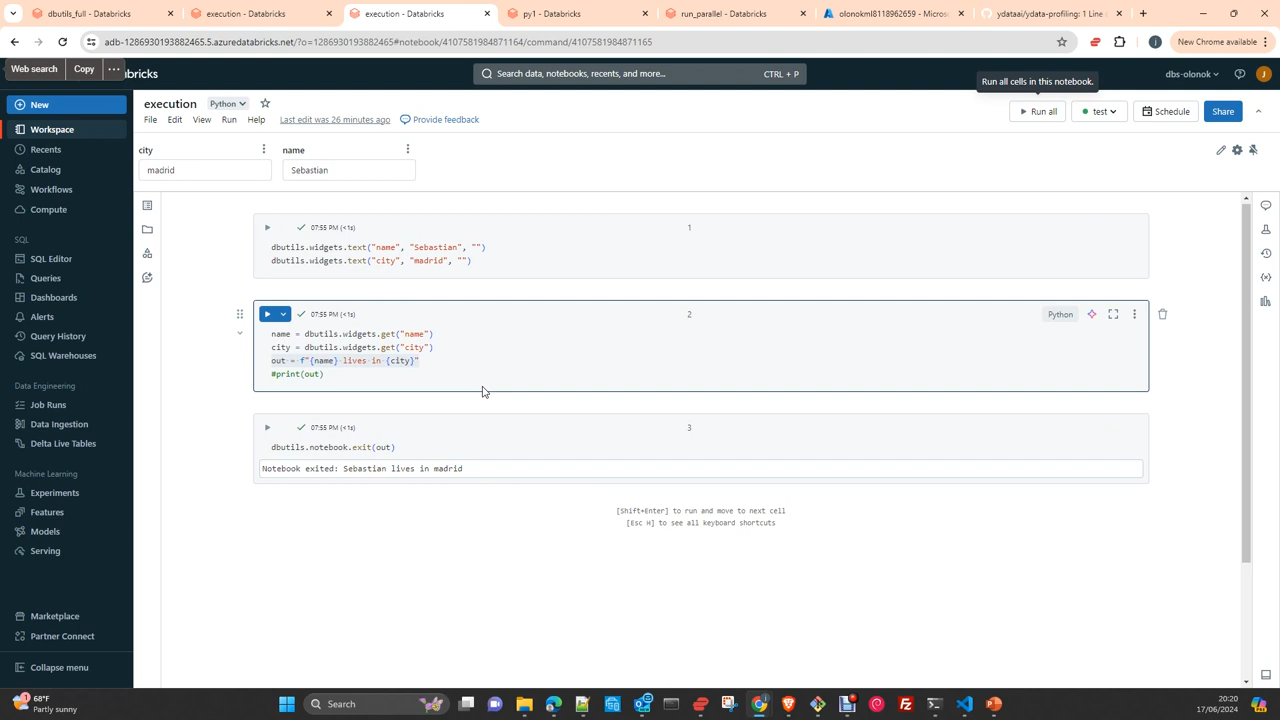 dbutils_full - Databricks
execution - Databricks
execution - Databricks
py1 - Databricks
run_parallel - Databricks
olonokml8118962659 - Micros
ydataai/ydata-profiling: 1 Line
adb-1286930193882465.5.azuredatabricks.net/?o=1286930193882465#notebook/4107581984871164/command/4107581984871165
New Chrome available
Web search
Copy
bricks
Search data, notebooks, recents, and more...
CTRL + P
Run all cells in this notebook.
dbs-olonok
J
New
execution
Python
Run all
test
Schedule
Share
File
Edit
View
Run
Help
Last edit was 26 minutes ago
Provide feedback
Workspace
Recents
Catalog
Workflows
Compute
SQL
SQL Editor
Queries
Dashboards
Alerts
Query History
SQL Warehouses
Data Engineering
Job Runs
Data Ingestion
Delta Live Tables
Machine Learning
Experiments
Features
Models
Serving
Marketplace
Partner Connect
Collapse menu
city
madrid
name
Sebastian
07:55 PM (<1s)
1
dbutils.widgets.text("name", "Sebastian", "")
dbutils.widgets.text("city", "madrid", "")
07:55 PM (<1s)
2
Python
name = dbutils.widgets.get("name")
city = dbutils.widgets.get("city")
out = f"{name} lives in {city}"
#print(out)
07:55 PM (<1s)
3
dbutils.notebook.exit(out)
Notebook exited: Sebastian lives in madrid
[Shift+Enter] to run and move to next cell
[Esc H] to see all keyboard shortcuts
68°F
Partly sunny
Search
20:20
17/06/2024